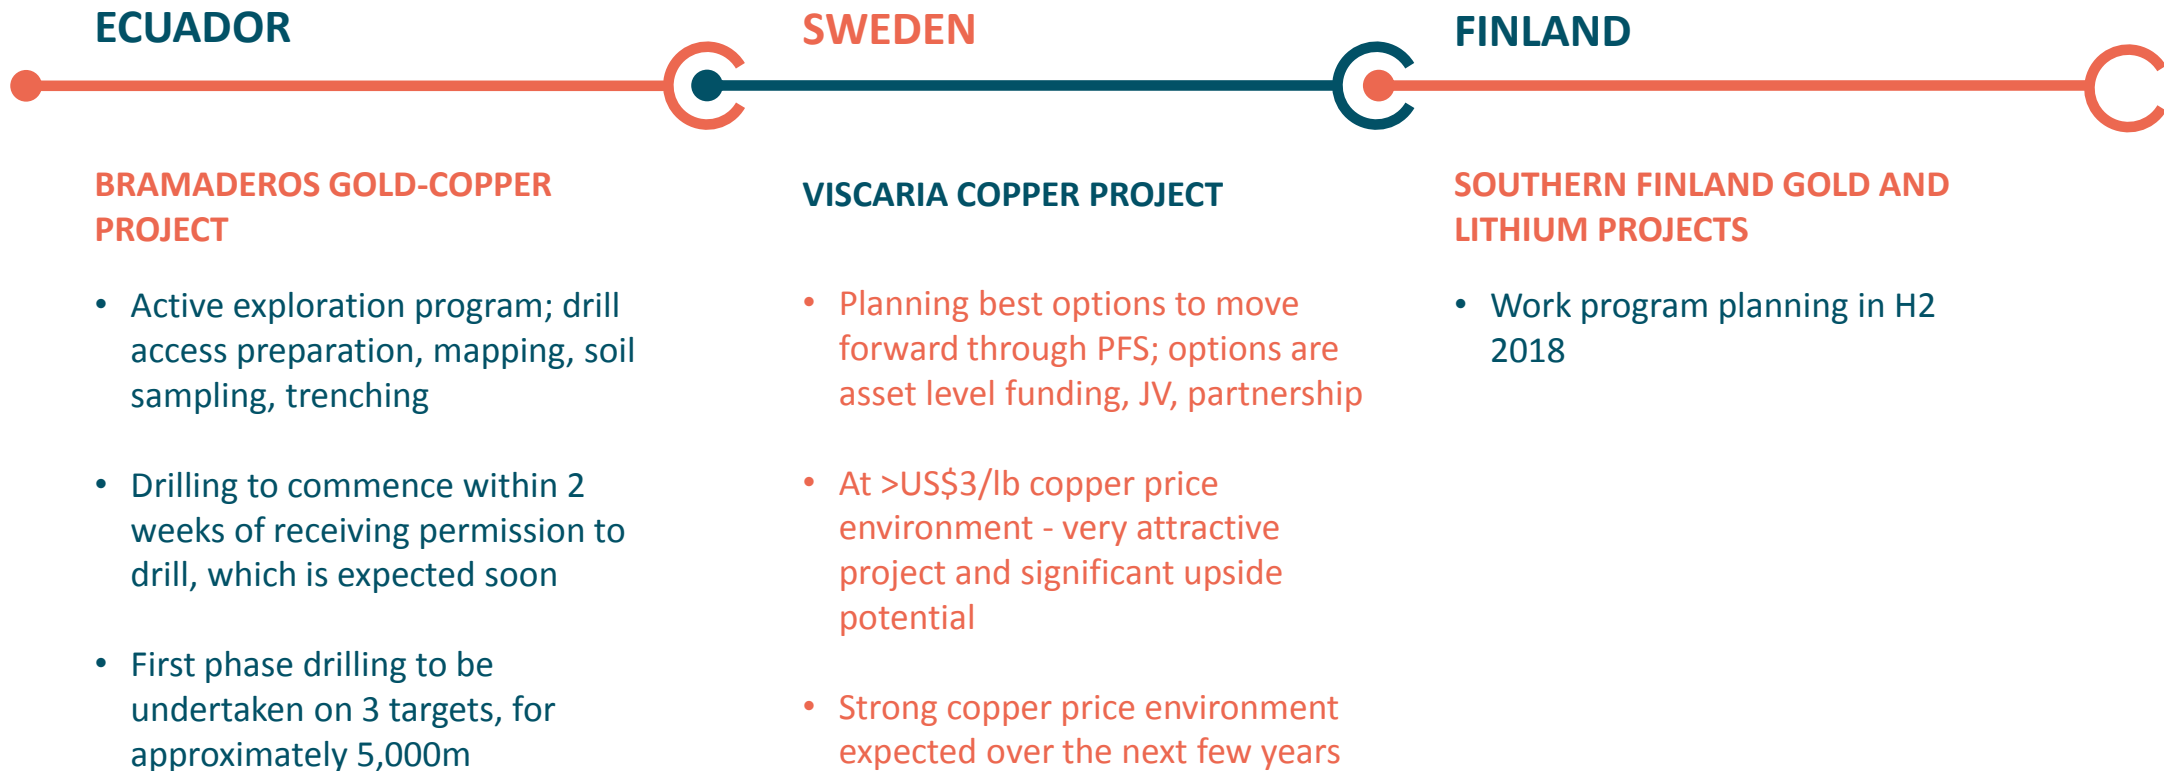 ECUADOR
BRAMADEROS GOLD-COPPER
PROJECT
• Active exploration program; drill
access preparation, mapping, soil
sampling, trenching
• Drilling to commence within 2
weeks of receiving permission to
drill, which is expected soon
• First phase drilling to be
undertaken on 3 targets, for
approximately 5,000m
SWEDEN
VISCARIA COPPER PROJECT
• Planning best options to move
forward through PFS; options are
asset level funding, JV, partnership
• At >US$3/lb copper price
environment - very attractive
project and significant upside
potential
• Strong copper price environment
expected over the next few years
FINLAND
SOUTHERN FINLAND GOLD AND
LITHIUM PROJECTS
• Work program planning in H2
2018